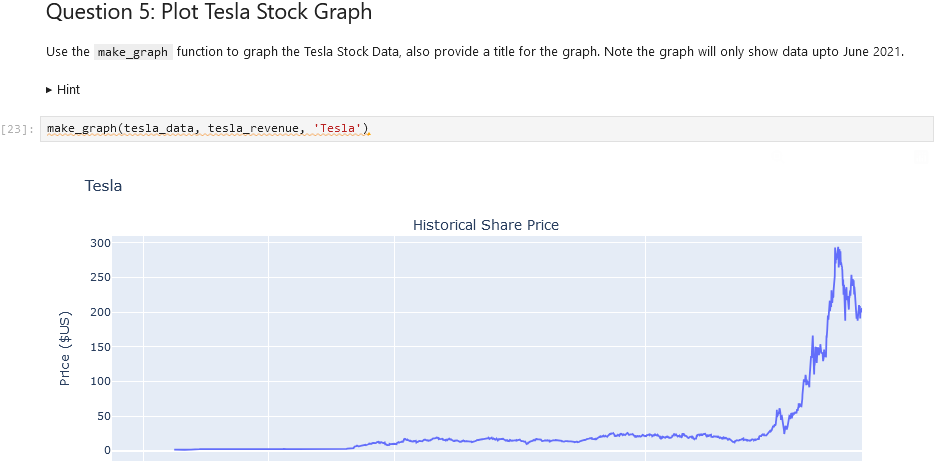 Question 5: Plot Tesla Stock Graph
Use the make_graph function to graph the Tesla Stock Data, also provide a title for the graph. Note the graph will only show data upto June 2021.
▸ Hint
[23]: make_graph(tesla_data, tesla_revenue, 'Tesla')
Tesla
Historical Share Price
300
250
200
150
100
50
0
Price ($US)